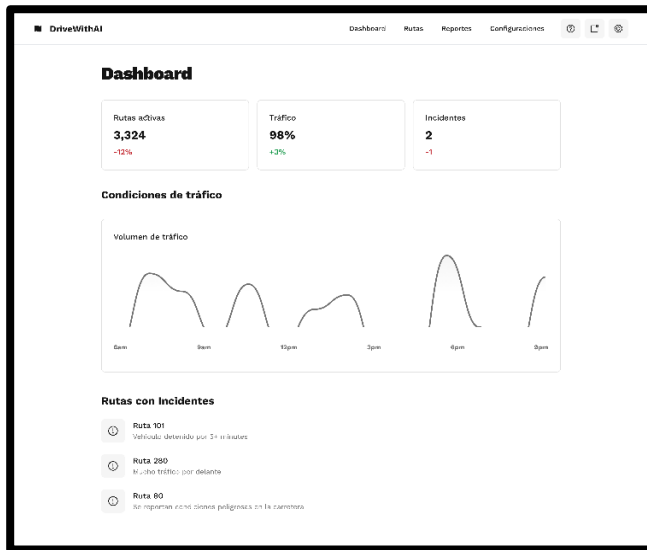 DriveWithAI
Dashboard Rutas Reportes Configuraciones
Dashboard
Rutas activas
3,324
-12%
Tráfico
98%
+3%
Incidentes
2
-1
Condiciones de tráfico
Volumen de tráfico
6am 9am 12pm 3pm 6pm 9pm
Rutas con Incidentes
Ruta 101
Vehículo detenido por 5+ minutes
Ruta 280
Mucho tráfico por delante
Ruta 80
Se reportan condiciones peligrosas en la carretera